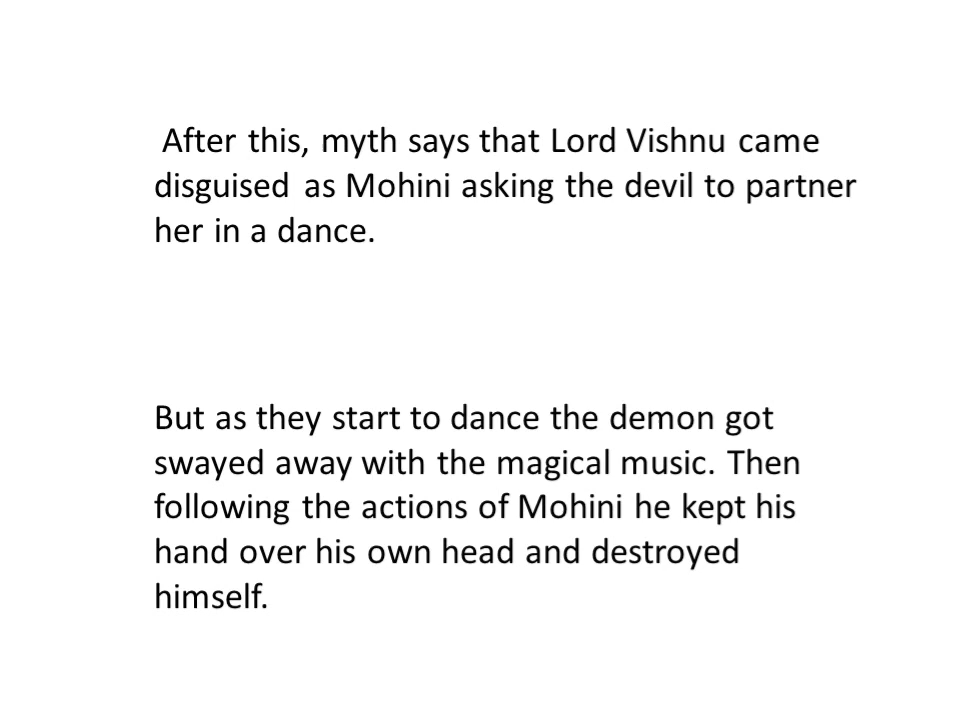 After this, myth says that Lord Vishnu came
disguised as Mohini asking the devil to partner
her in a dance.
But as they start to dance the demon got
swayed away with the magical music. Then
following the actions of Mohini he kept his
hand over his own head and destroyed
himself.